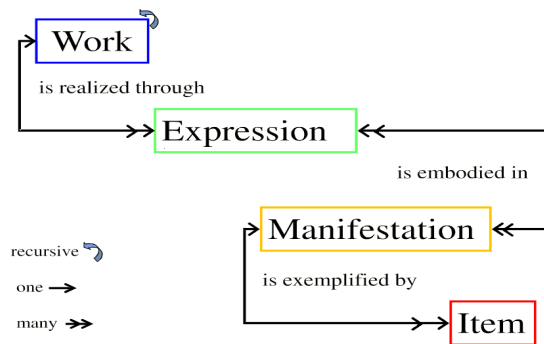 Work
is realized through
Expression
is embodied in
Manifestation
recursive
is exemplified by
one
many
Item